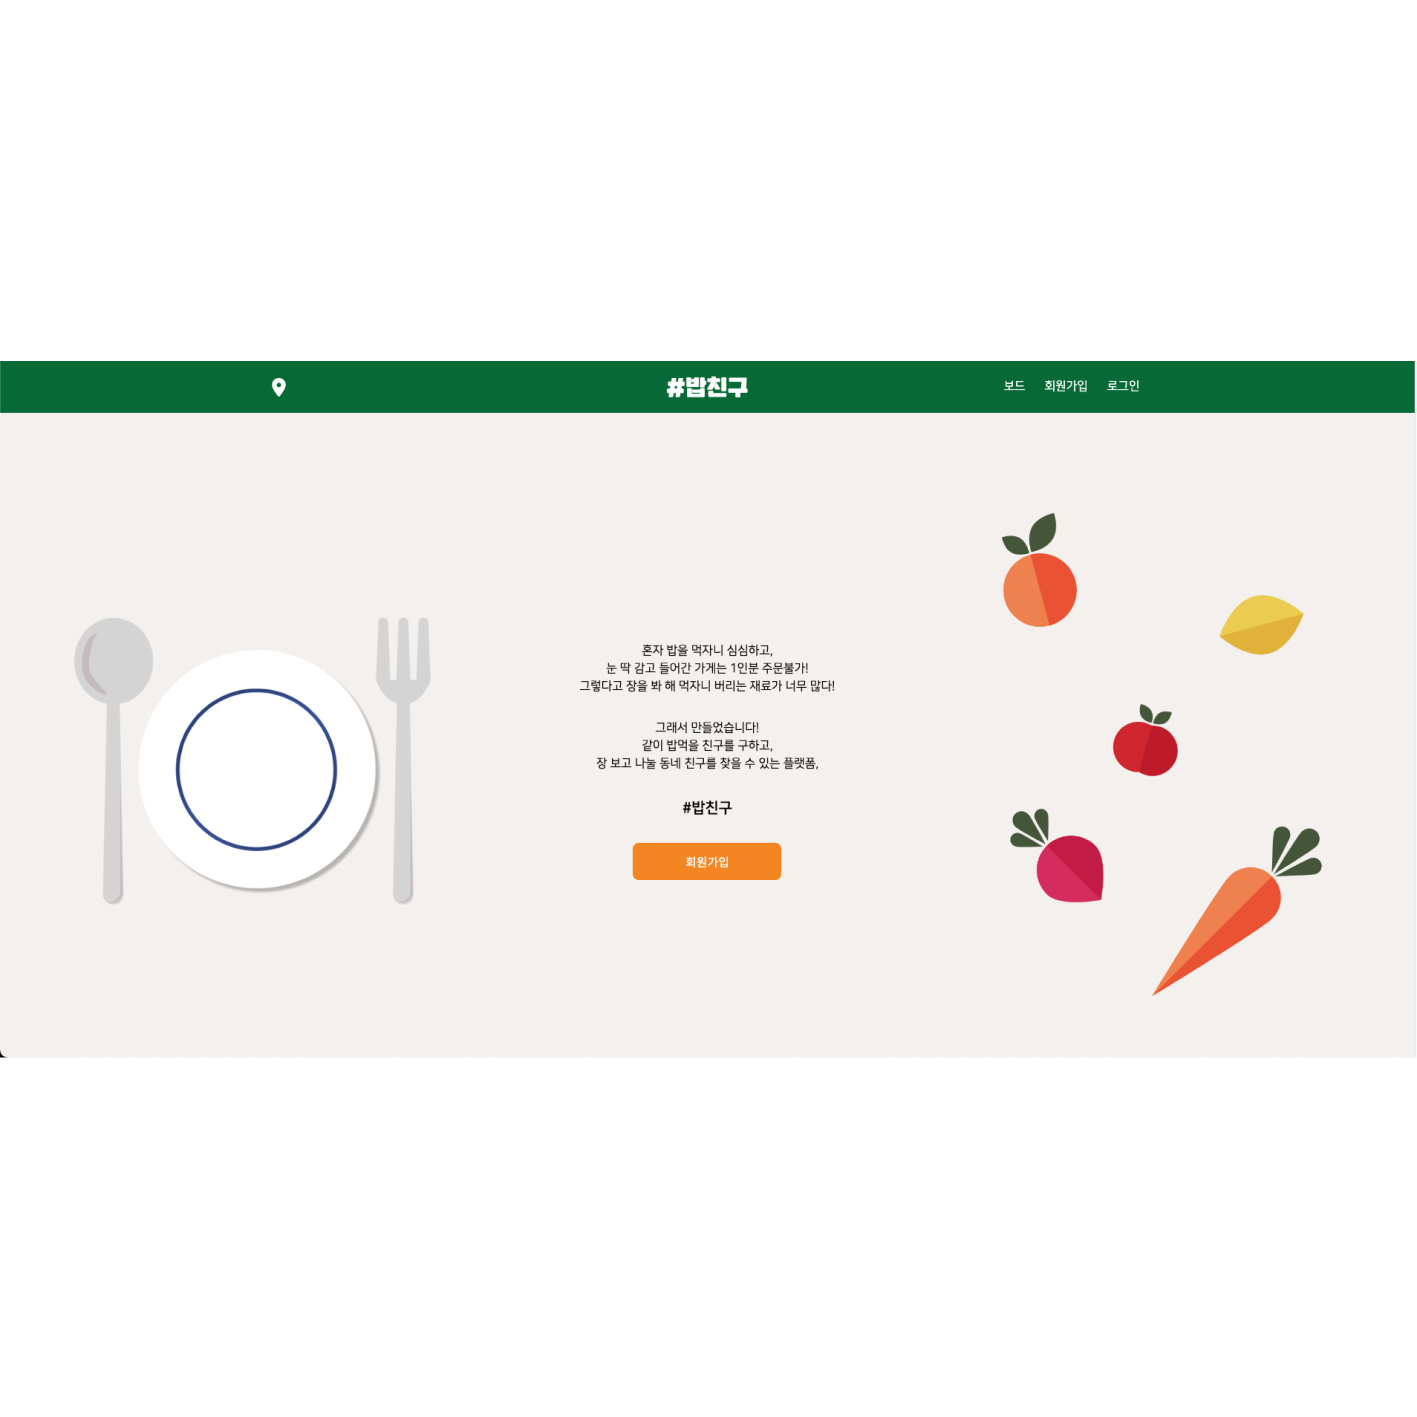 #밥친구
보드 회원가입 로그인
혼자 밥을 먹자니 심심하고,
눈 딱 감고 들어간 가게는 1인분 주문불가!
그렇다고 장을 봐 해 먹자니 버리는 재료가 너무 많다!
그래서 만들었습니다!
같이 밥먹을 친구를 구하고,
장 보고 나눌 동네 친구를 찾을 수 있는 플랫폼,
#밥친구
회원가입